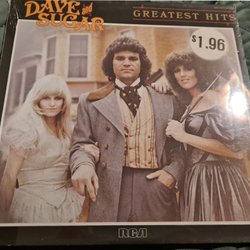 DAVE and
SUGAR
GREATEST HITS
$1.96
RCA